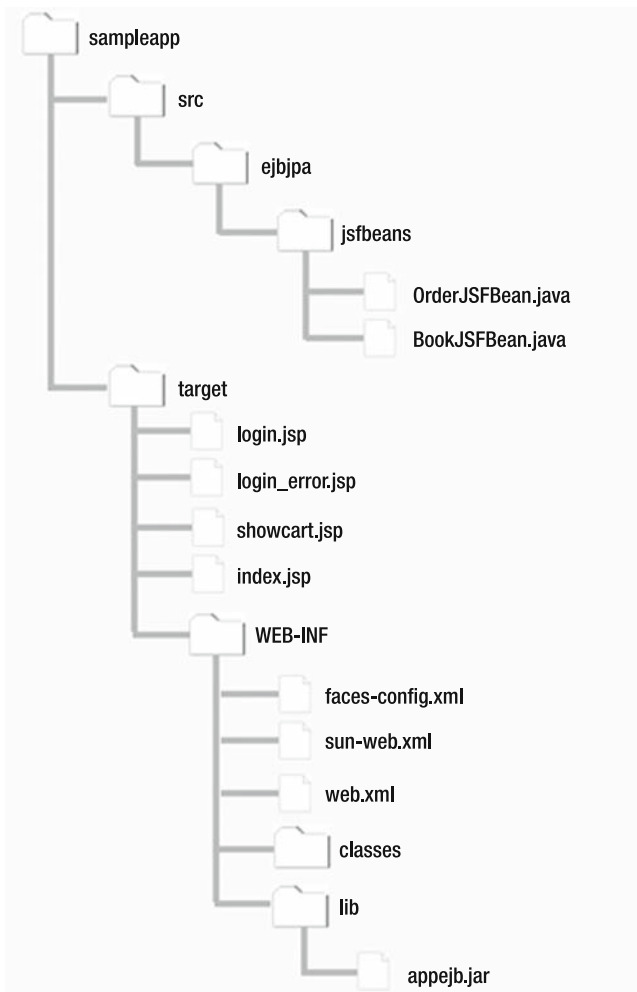 sampleapp
src
ejbjpa
jsfbeans
OrderJSFBean.java
BookJSFBean.java
target
login.jsp
login_error.jsp
showcart.jsp
index.jsp
WEB-INF
faces-config.xml
sun-web.xml
web.xml
classes
lib
appejb.jar